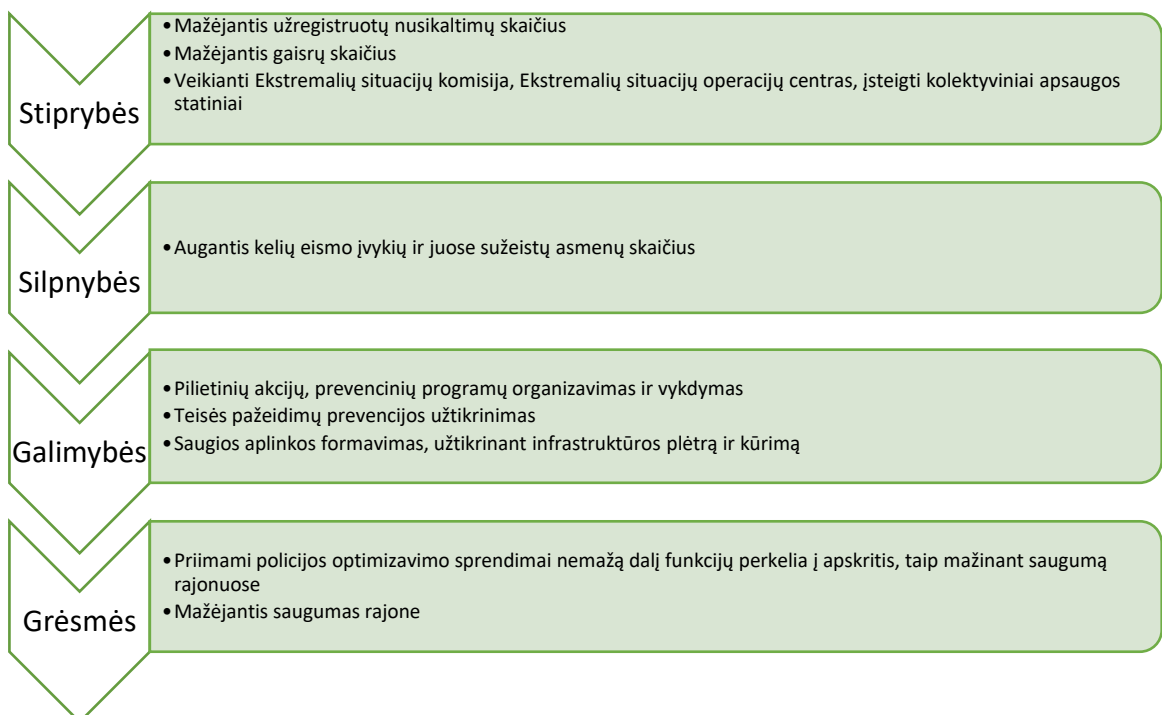 Stiprybės
•Mažėjantis užregistruotų nusikaltimų skaičius
•Mažėjantis gaisrų skaičius
•Veikianti Ekstremalių situacijų komisija, Ekstremalių situacijų operacijų centras, įsteigti kolektyviniai apsaugos
statiniai
Silpnybės
•Augantis kelių eismo įvykių ir juose sužeistų asmenų skaičius
Galimybės
•Pilietinių akcijų, prevencinių programų organizavimas ir vykdymas
•Teisės pažeidimų prevencijos užtikrinimas
•Saugios aplinkos formavimas, užtikrinant infrastruktūros plėtrą ir kūrimą
Grėsmės
•Priimami policijos optimizavimo sprendimai nemažą dalį funkcijų perkelia į apskritis, taip mažinant saugumą
rajonuose
•Mažėjantis saugumas rajone